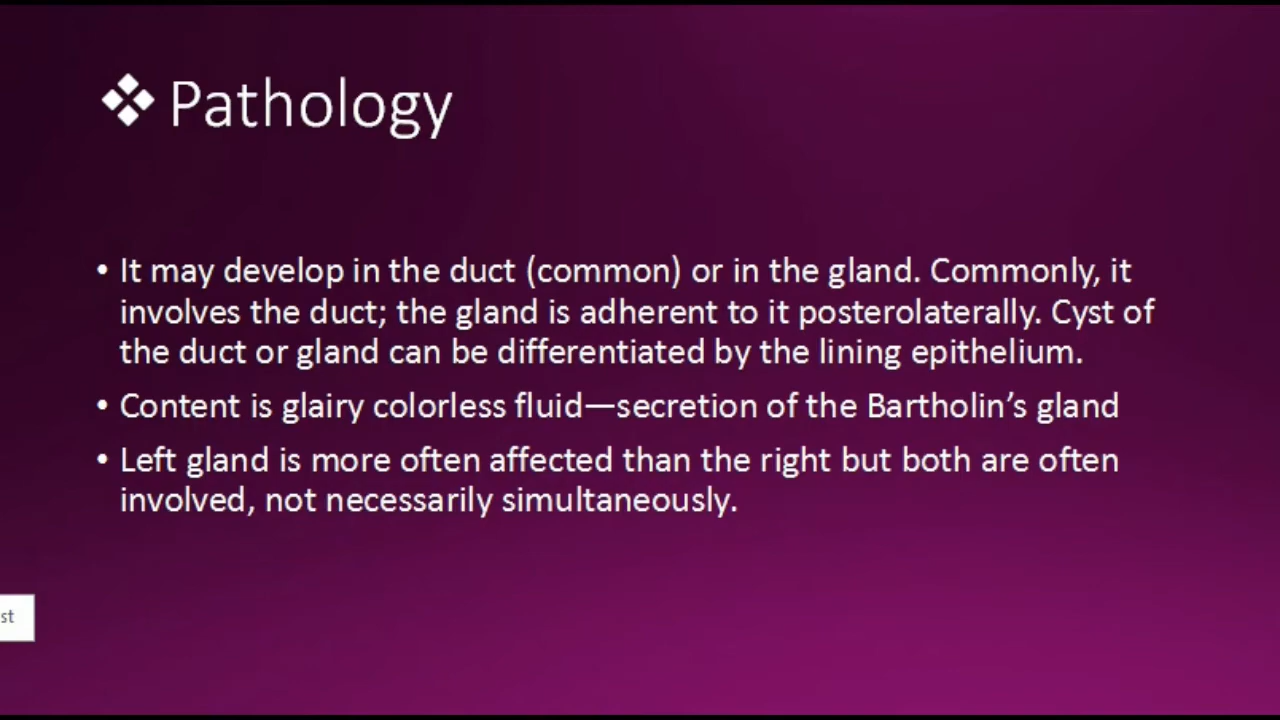 ❖ Pathology
• It may develop in the duct (common) or in the gland. Commonly, it
involves the duct; the gland is adherent to it posterolaterally. Cyst of
the duct or gland can be differentiated by the lining epithelium.
• Content is glairy colorless fluid—secretion of the Bartholin’s gland
• Left gland is more often affected than the right but both are often
involved, not necessarily simultaneously.
st